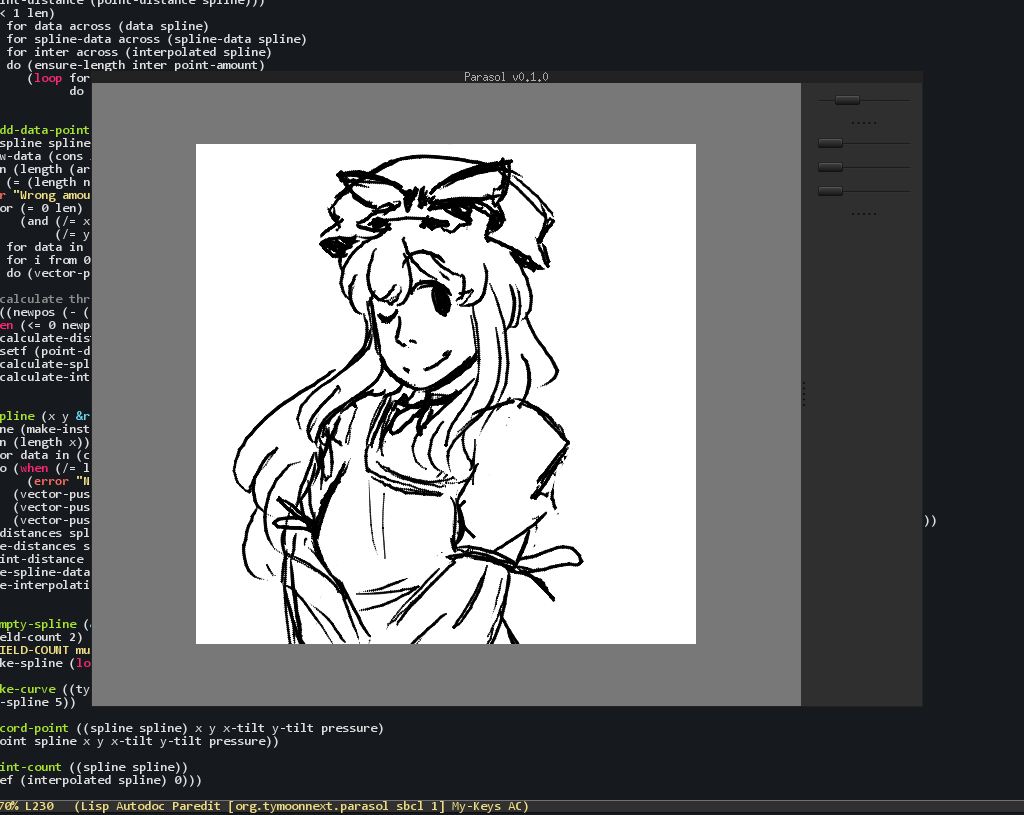 int-distance (point-distance spline)))
< 1 len)
for data across (data spline)
for spline-data across (spline-data spline)
for inter across (interpolated spline)
do (ensure-length inter point-amount)
(loop for
do
Parasol v0.1.0
dd-data-point
spline spline
w-data (cons
n (length (ar
(= (length n
r "Wrong amou
or (= 0 len)
(and (/= x
(/= y
for data in
for i from 0
do (vector-p
calculate thr
((newpos (- (
en (<= 0 newp
calculate-dis
setf (point-d
calculate-spl
calculate-int
pline (x y &r
ne (make-inst
n (length x))
or data in (c
o (when (/= l
(error "N
(vector-pus
(vector-pus
(vector-pus
))
distances spl
e-distances s
int-distance
e-spline-data
e-interpolati
mpty-spline (
eld-count 2)
IELD-COUNT mu
ke-spline (lo
ke-curve ((ty
-spline 5))
cord-point ((spline spline) x y x-tilt y-tilt pressure)
oint spline x y x-tilt y-tilt pressure))
int-count ((spline spline))
ef (interpolated spline) 0)))
70% L230 (Lisp Autodoc Paredit [org.tymoonnext.parasol sbcl 1] My-Keys AC)